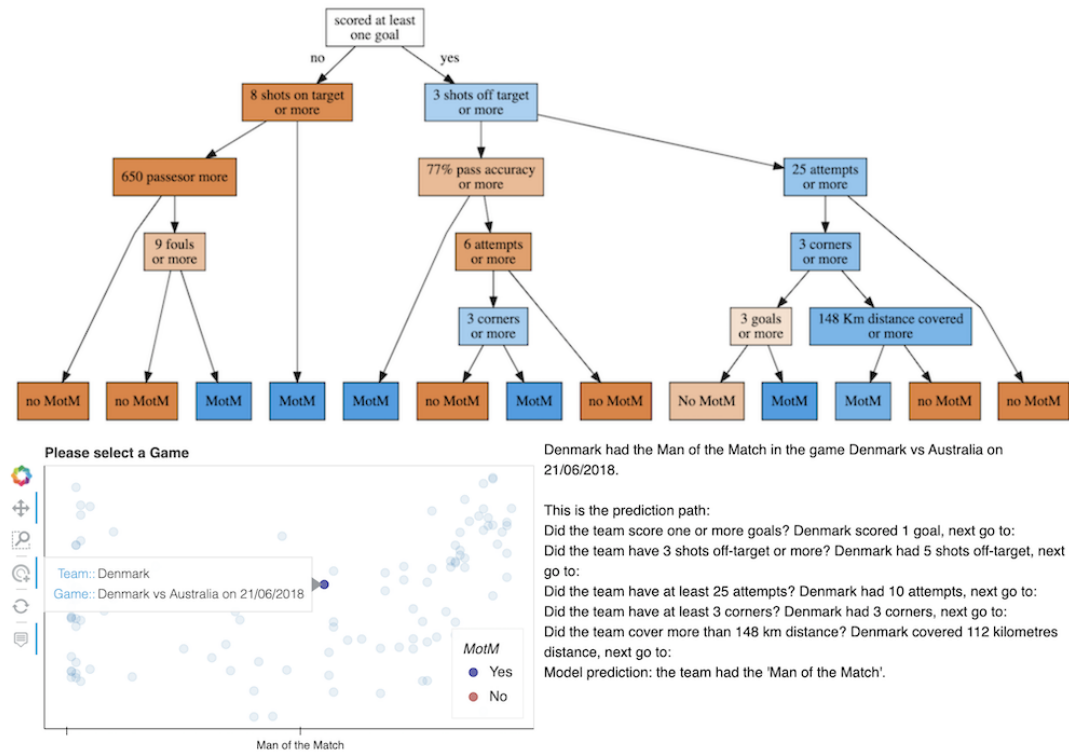 scored at least
one goal
no
yes
8 shots on target
or more
3 shots off target
or more
650 passesor more
77% pass accuracy
or more
25 attempts
or more
9 fouls
or more
6 attempts
or more
3 corners
or more
3 corners
or more
3 goals
or more
148 Km distance covered
or more
no MotM
no MotM
MotM
MotM
MotM
no MotM
MotM
no MotM
No MotM
MotM
MotM
no MotM
no MotM
Please select a Game
Team:: Denmark
Game:: Denmark vs Australia on 21/06/2018
MotM
Yes
No
Man of the Match
Denmark had the Man of the Match in the game Denmark vs Australia on
21/06/2018.
This is the prediction path:
Did the team score one or more goals? Denmark scored 1 goal, next go to:
Did the team have 3 shots off-target or more? Denmark had 5 shots off-target, next
go to:
Did the team have at least 25 attempts? Denmark had 10 attempts, next go to:
Did the team have at least 3 corners? Denmark had 3 corners, next go to:
Did the team cover more than 148 km distance? Denmark covered 112 kilometres
distance, next go to:
Model prediction: the team had the 'Man of the Match'.